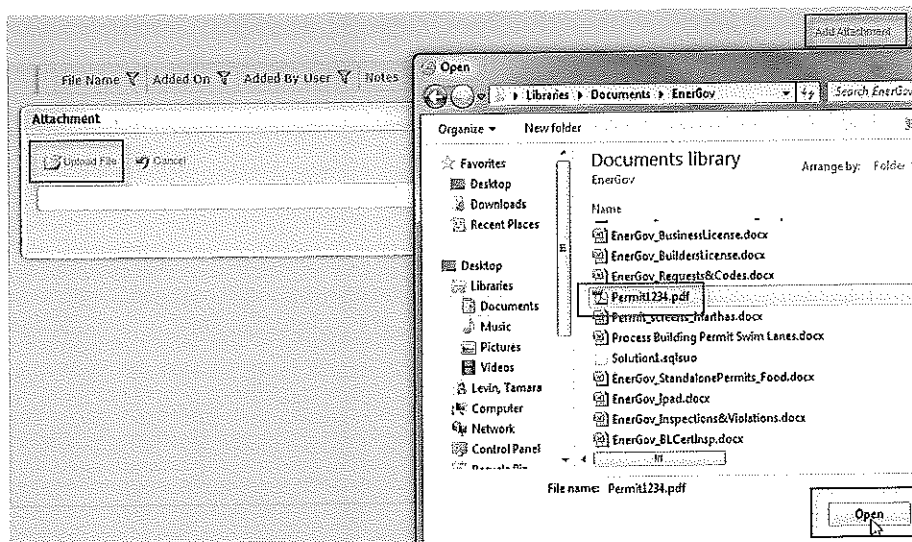 Add Attachment
File Name Added On Added By User Notes
Attachment
Upload File Cancel
Open
Libraries Documents EnerGov
Search EnerGov
Organize New folder
Favorites
Desktop
Downloads
Recent Places
Desktop
Libraries
Documents
Music
Pictures
Videos
Levin, Tamara
Computer
Network
Control Panel
Documents library
EnerGov
Arrange by: Folder
Name
EnerGov_BusinessLicense.docx
EnerGov_BuildersLicense.docx
EnerGov_Requests&Codes.docx
Permit1234.pdf
Permit_screens_Marthas.docx
Process Building Permit Swim Lanes.docx
Solution1.sqlsuo
EnerGov_StandalonePermits_Food.docx
EnerGov_Ipad.docx
EnerGov_Inspections&Violations.docx
EnerGov_BLCertInsp.docx
File name: Permit1234.pdf
Open